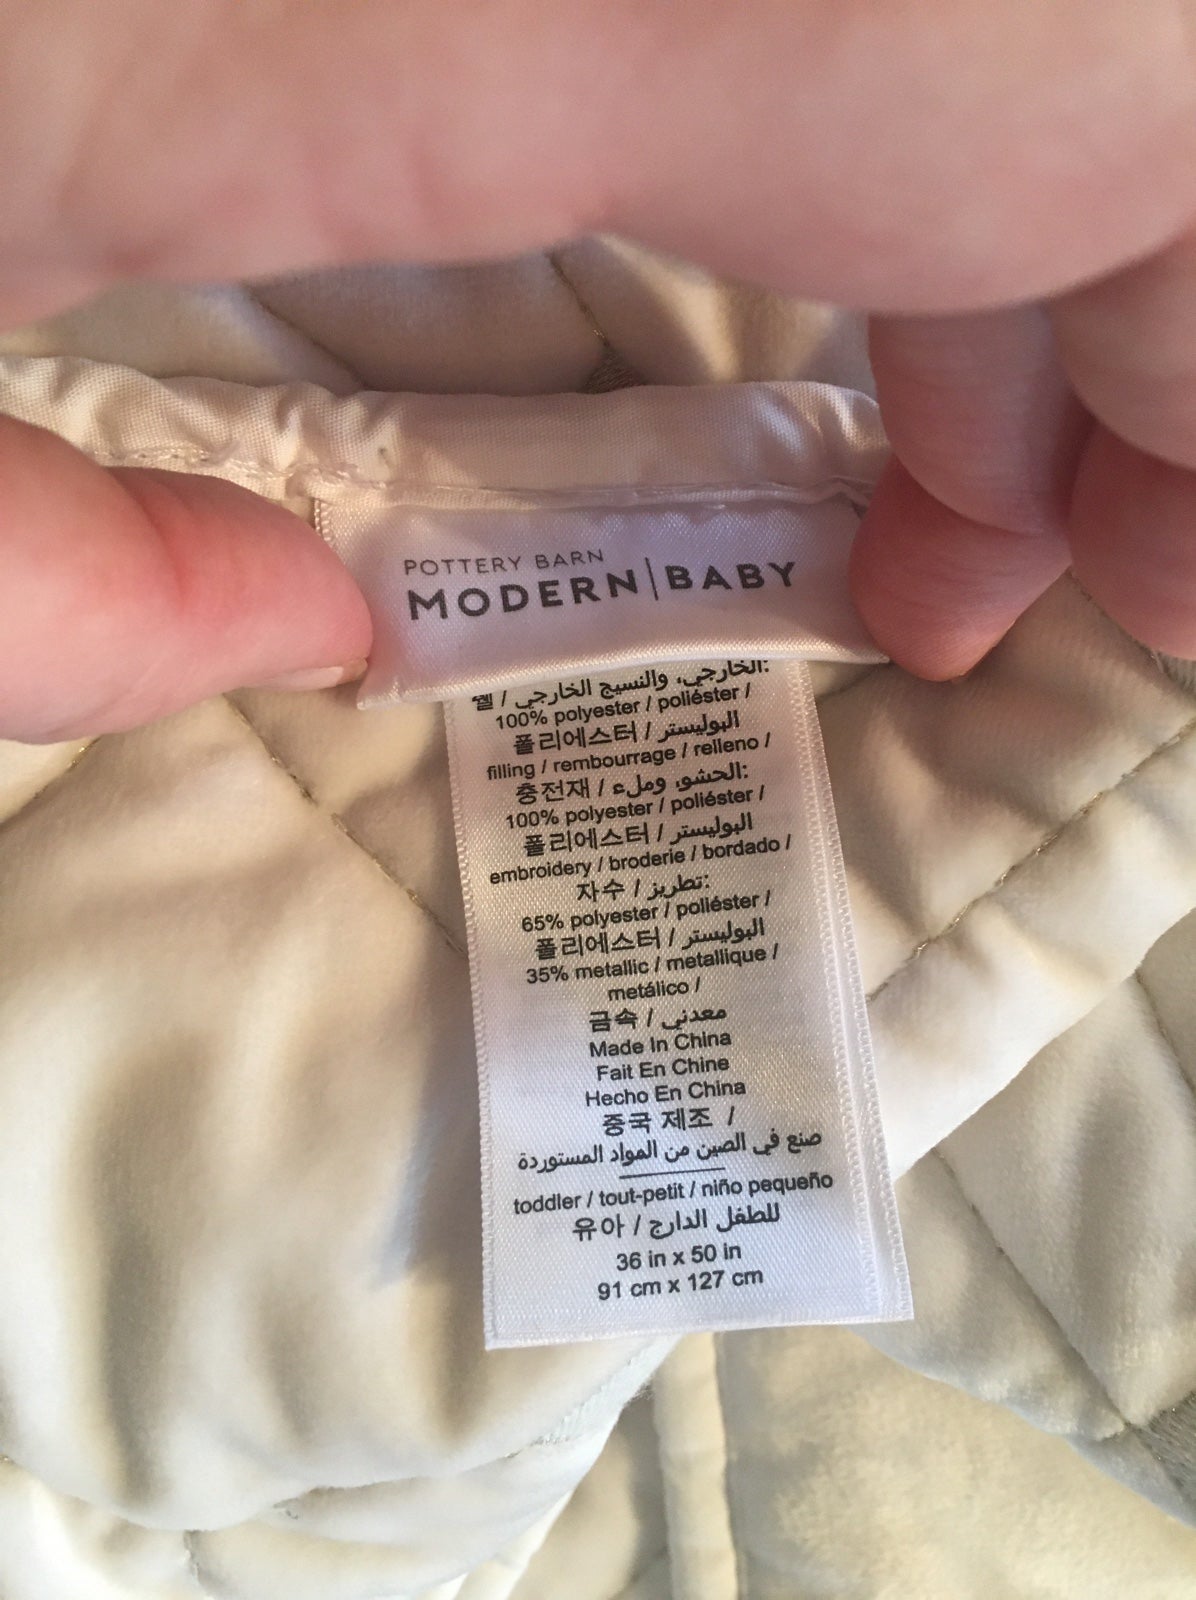 POTTERY BARN
MODERN|BABY
쉘 / الخارجي، والنسيج الخارجي:
100% polyester / poliéster /
폴리에스터 / البوليستر
filling / rembourrage / relleno /
충전재 / الحشو، وملء:
100% polyester / poliéster /
폴리에스터 / البوليستر
embroidery / broderie / bordado /
자수 / تطريز:
65% polyester / poliéster /
폴리에스터 / البوليستر
35% metallic / metallique /
metálico /
금속 / معدني
Made In China
Fait En Chine
Hecho En China
중국 제조 /
صنع في الصين من المواد المستوردة
toddler / tout-petit / niño pequeño
유아 / للطفل الدارج
36 in x 50 in
91 cm x 127 cm